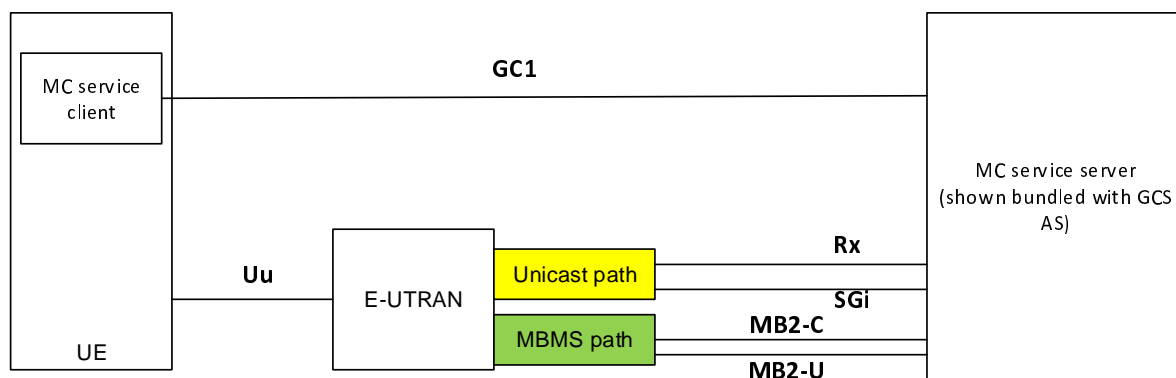 GC1
MC service
client
MC service server
(shown bundled with GCS
AS)
Rx
Uu
Unicast path
E-UTRAN
SGi
MB2-C
MBMS path
UE
MB2-U